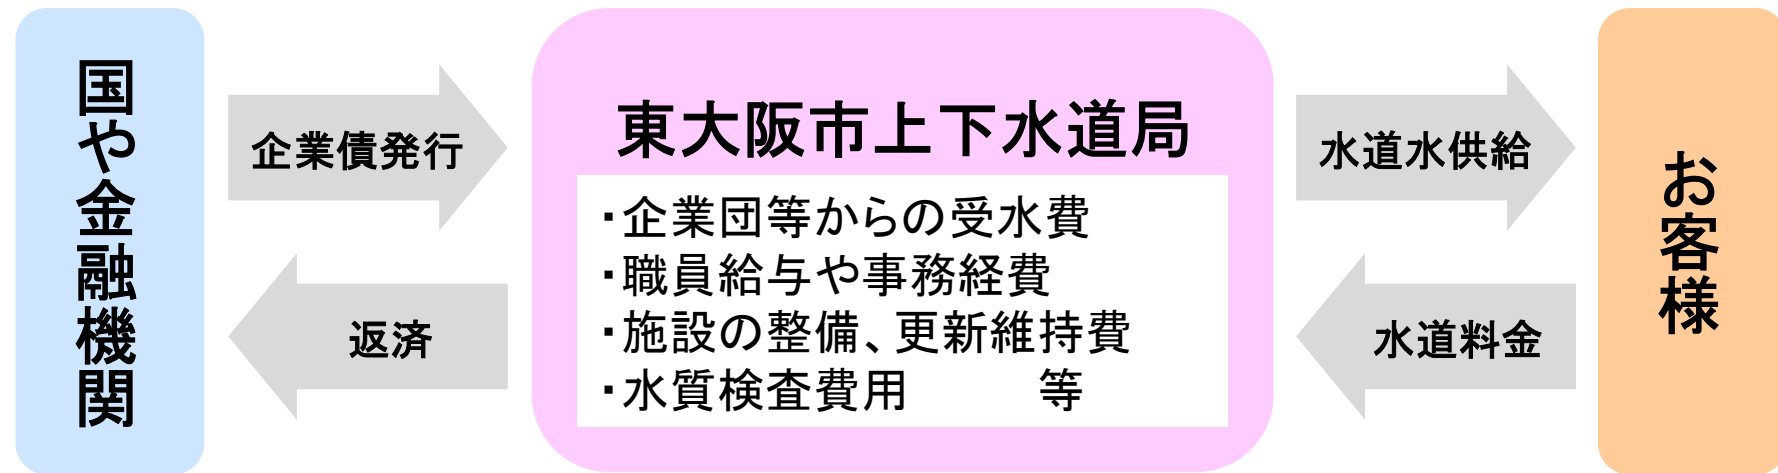 国や金融機関
企業債発行
返済
東大阪市上下水道局
・企業団等からの受水費
・職員給与や事務経費
・施設の整備、更新維持費
・水質検査費用　　等
水道水供給
水道料金
お客様